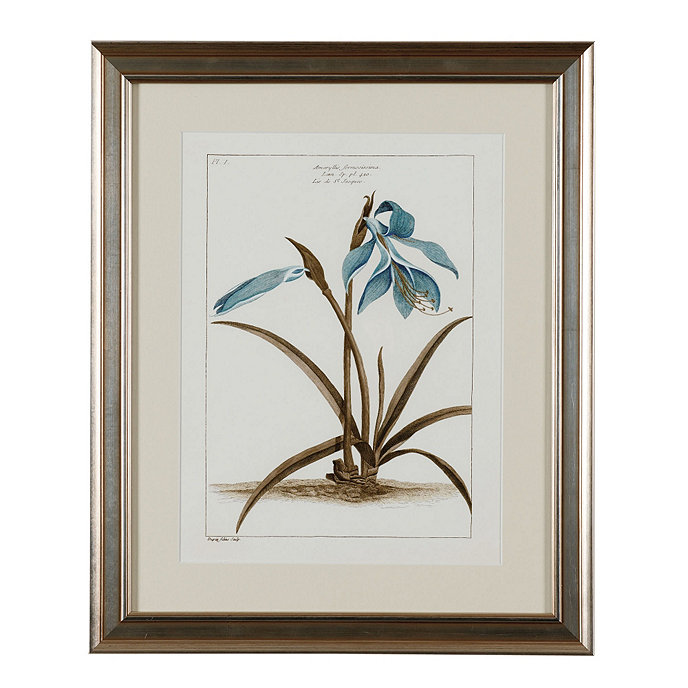 Pl. 1.
Amaryllis formosissima
Linn. Sp. pl. 420.
Lis de St. Jacques